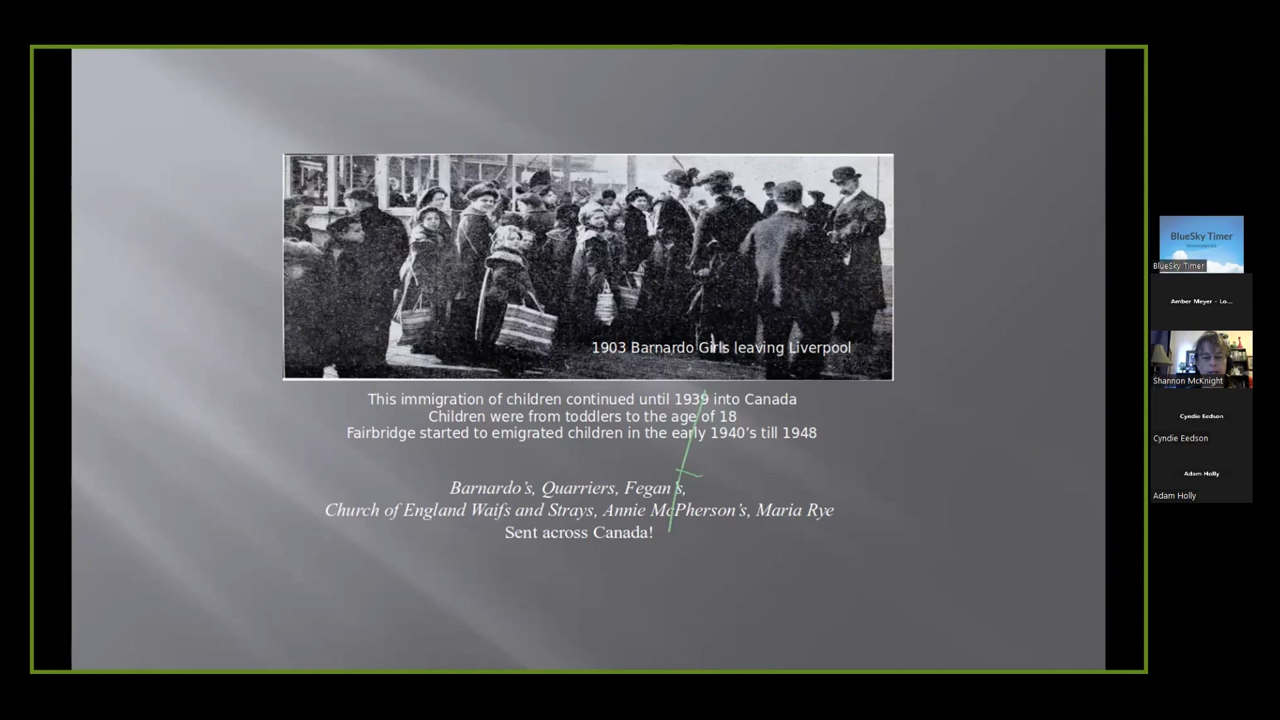 1903 Barnardo Girls leaving Liverpool
This immigration of children continued until 1939 into Canada
Children were from toddlers to the age of 18
Fairbridge started to emigrated children in the early 1940's till 1948
Barnardo's, Quarriers, Fegan's,
Church of England Waifs and Strays, Annie McPherson's, Maria Rye
Sent across Canada!
BlueSky Timer
BlueSky Timer
Amber Meyer - Lo...
Shannon McKnight
Cyndie Eedson
Cyndie Eedson
Adam Holly
Adam Holly